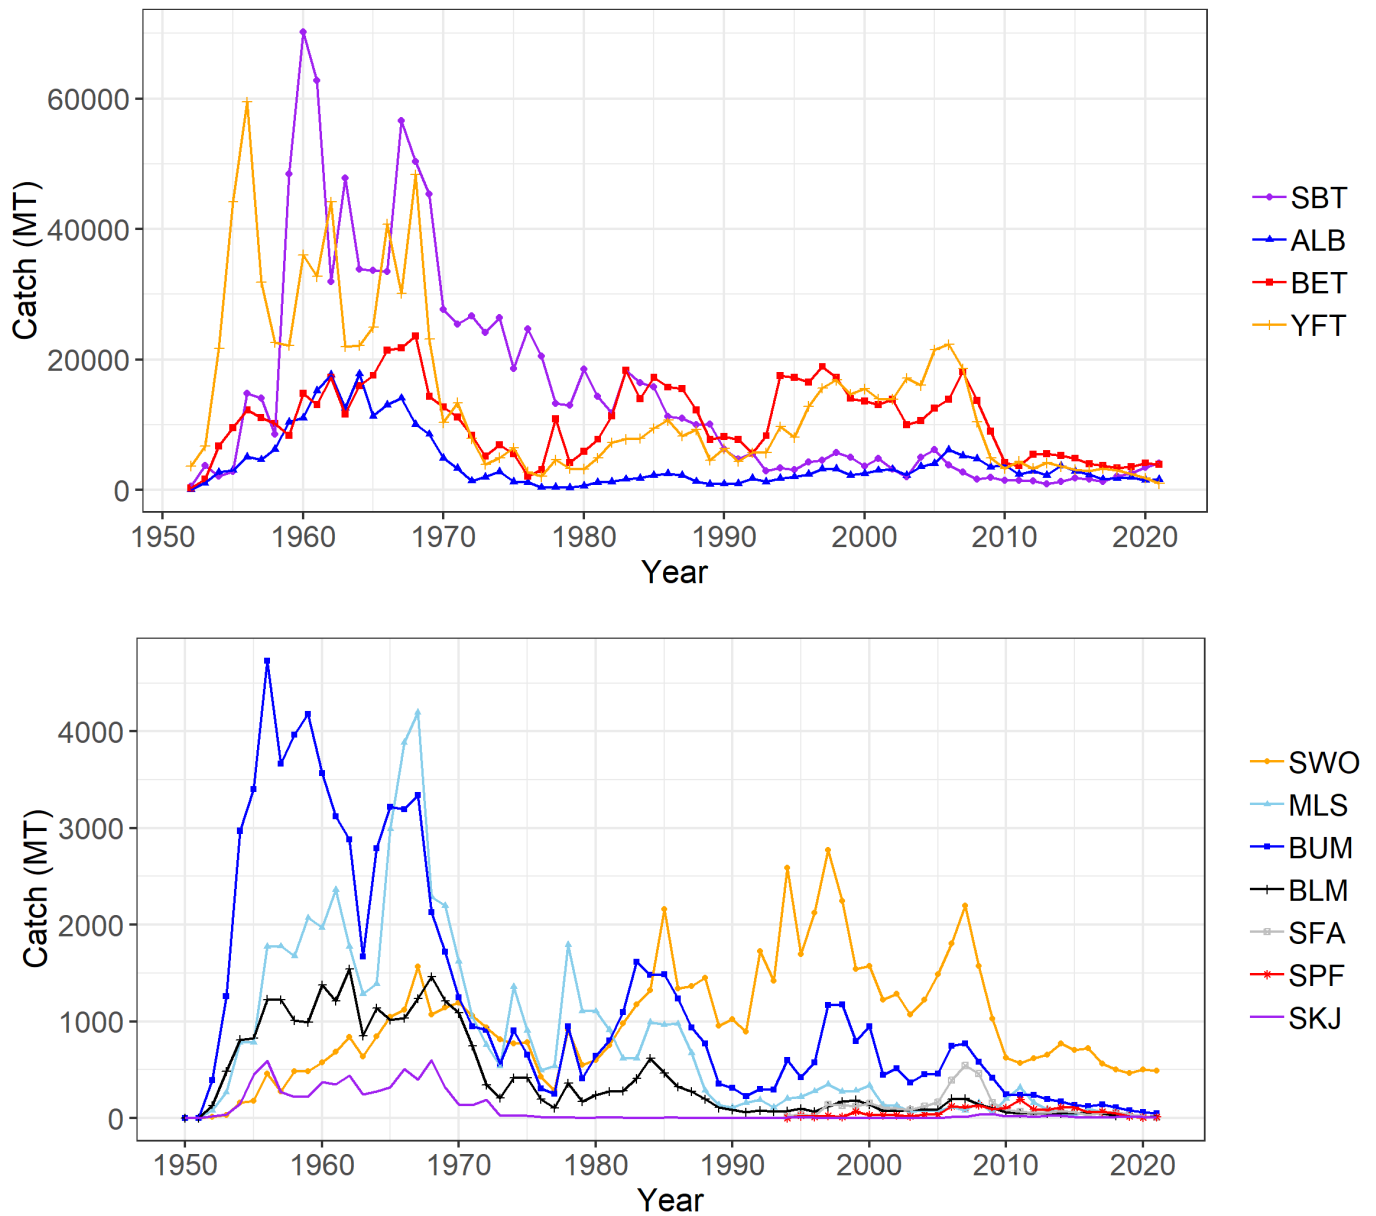 60000
40000
20000
0
Catch (MT)
1950 1960 1970 1980 1990 2000 2010 2020
Year
SBT
ALB
BET
YFT
4000
3000
2000
1000
0
Catch (MT)
1950 1960 1970 1980 1990 2000 2010 2020
Year
SWO
MLS
BUM
BLM
SFA
SPF
SKJ